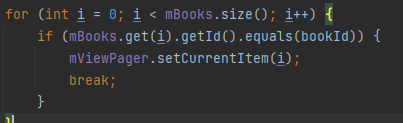 for (int i = 0; i < mBooks.size(); i++) {
    if (mBooks.get(i).getId().equals(bookId)) {
        mViewPager.setCurrentItem(i);
        break;
    }
}